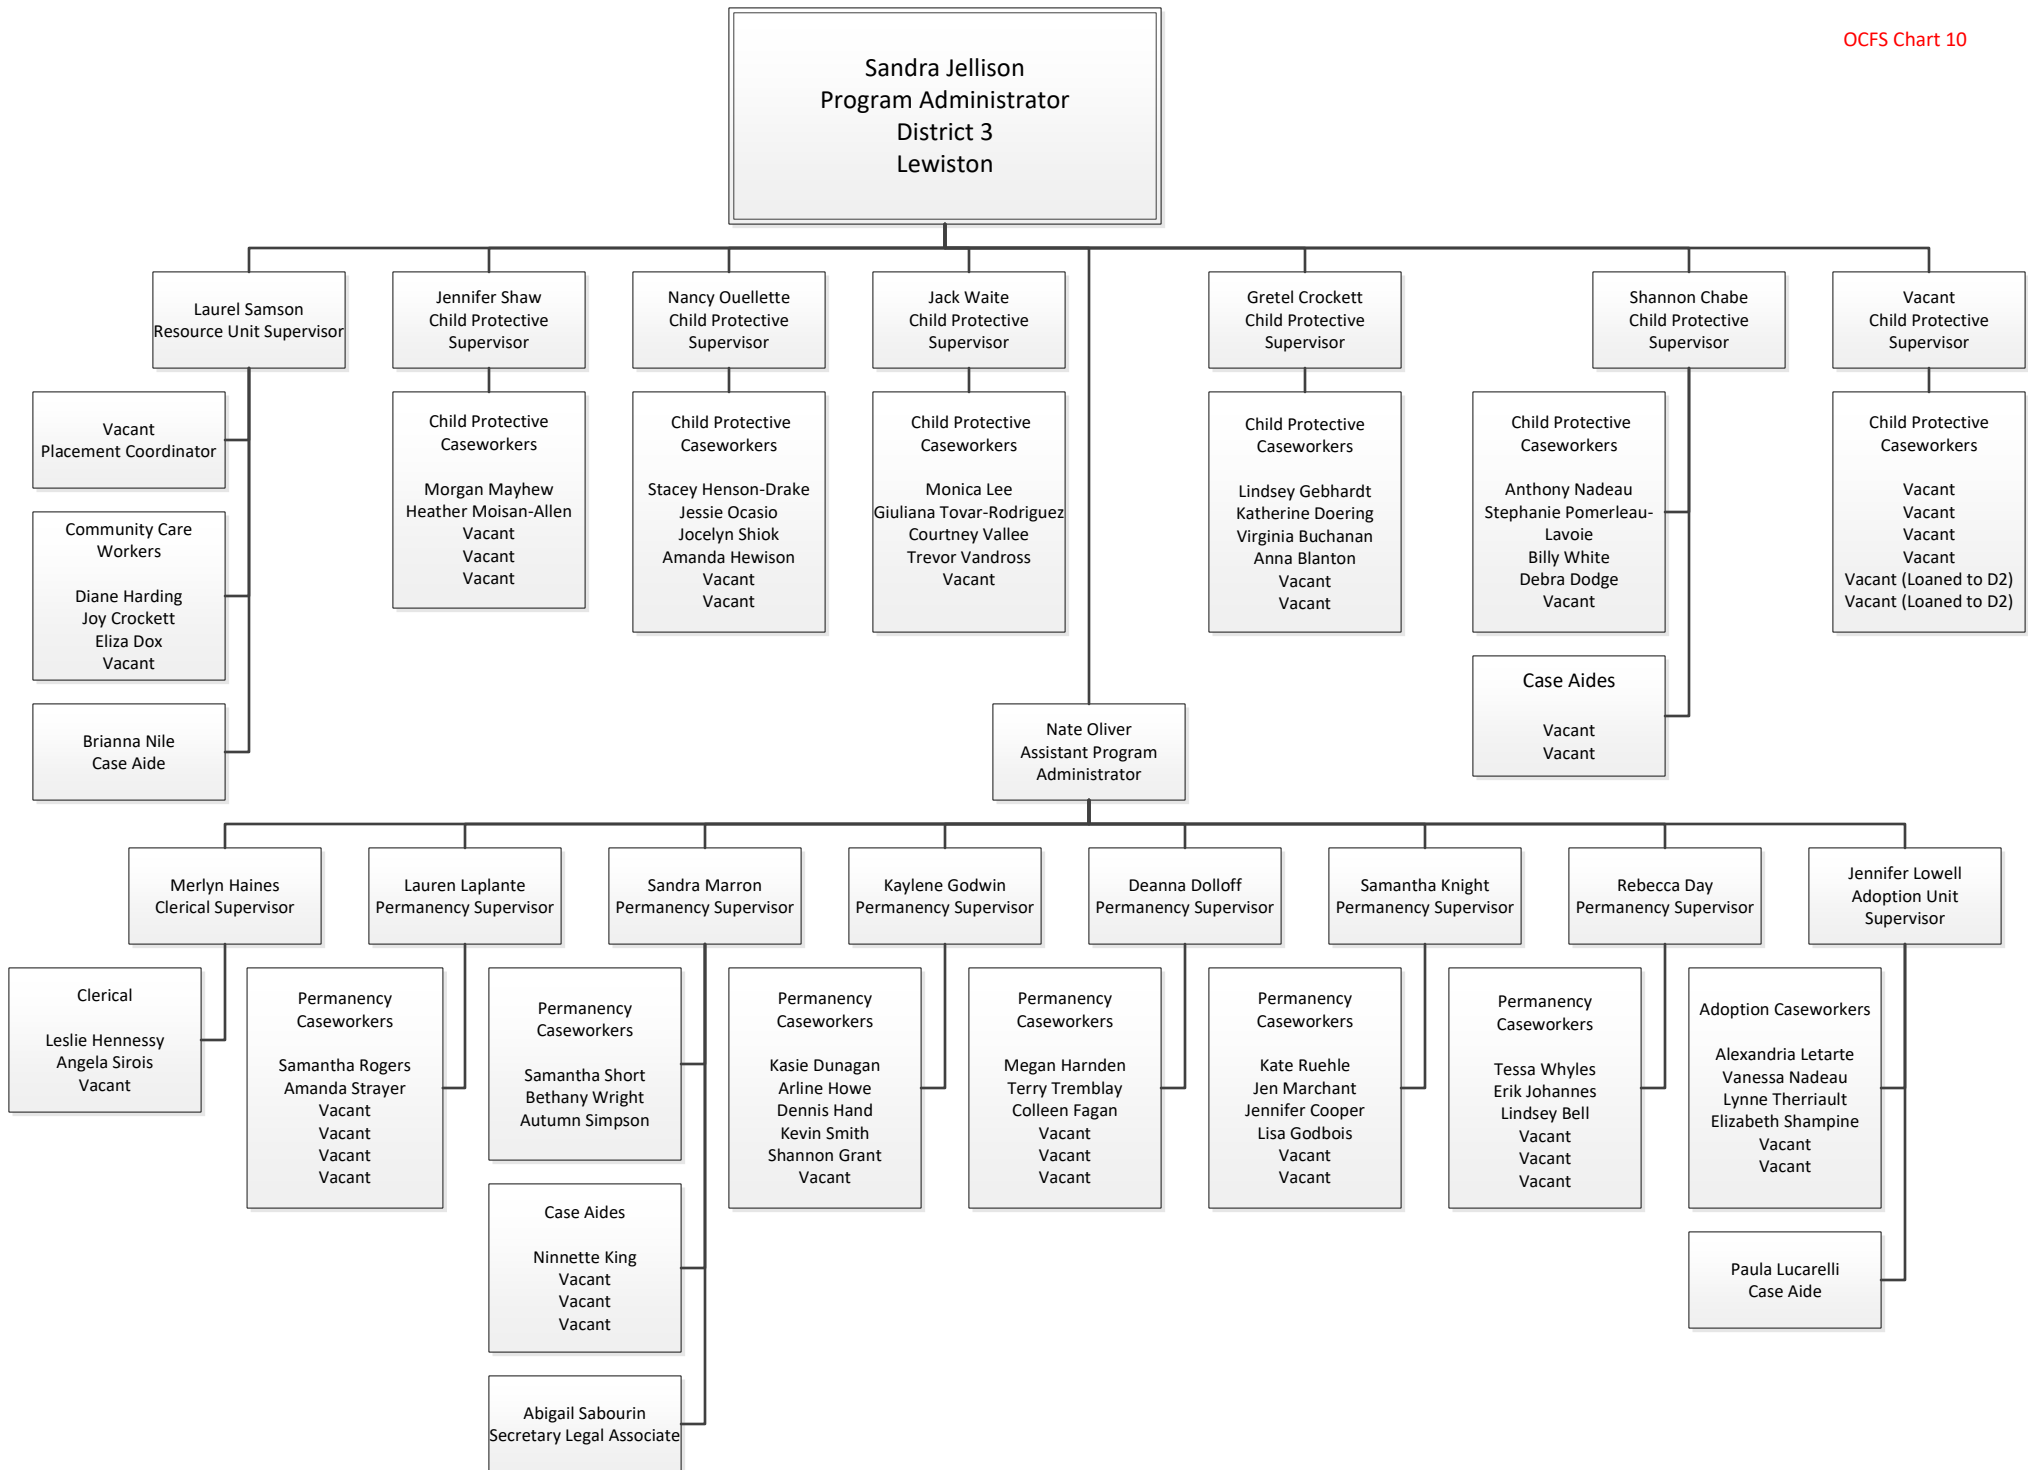 OCFS Chart 10
Sandra Jellison
Program Administrator
District 3
Lewiston
Laurel Samson
Resource Unit Supervisor
Jennifer Shaw
Child Protective
Supervisor
Nancy Ouellette
Child Protective
Supervisor
Jack Waite
Child Protective
Supervisor
Gretel Crockett
Child Protective
Supervisor
Shannon Chabe
Child Protective
Supervisor
Vacant
Child Protective
Supervisor
Vacant
Placement Coordinator
Community Care
Workers
Diane Harding
Joy Crockett
Eliza Dox
Vacant
Brianna Nile
Case Aide
Child Protective
Caseworkers
Morgan Mayhew
Heather Moisan-Allen
Vacant
Vacant
Vacant
Child Protective
Caseworkers
Stacey Henson-Drake
Jessie Ocasio
Jocelyn Shiok
Amanda Hewison
Vacant
Vacant
Child Protective
Caseworkers
Monica Lee
Giuliana Tovar-Rodriguez
Courtney Vallee
Trevor Vandross
Vacant
Child Protective
Caseworkers
Lindsey Gebhardt
Katherine Doering
Virginia Buchanan
Anna Blanton
Vacant
Vacant
Child Protective
Caseworkers
Anthony Nadeau
Stephanie Pomerleau-
Lavoie
Billy White
Debra Dodge
Vacant
Case Aides
Vacant
Vacant
Child Protective
Caseworkers
Vacant
Vacant
Vacant
Vacant
Vacant (Loaned to D2)
Vacant (Loaned to D2)
Nate Oliver
Assistant Program
Administrator
Merlyn Haines
Clerical Supervisor
Lauren Laplante
Permanency Supervisor
Sandra Marron
Permanency Supervisor
Kaylene Godwin
Permanency Supervisor
Deanna Dolloff
Permanency Supervisor
Samantha Knight
Permanency Supervisor
Rebecca Day
Permanency Supervisor
Jennifer Lowell
Adoption Unit
Supervisor
Clerical
Leslie Hennessy
Angela Sirois
Vacant
Permanency
Caseworkers
Samantha Rogers
Amanda Strayer
Vacant
Vacant
Vacant
Vacant
Permanency
Caseworkers
Samantha Short
Bethany Wright
Autumn Simpson
Case Aides
Ninnette King
Vacant
Vacant
Vacant
Abigail Sabourin
Secretary Legal Associate
Permanency
Caseworkers
Kasie Dunagan
Arline Howe
Dennis Hand
Kevin Smith
Shannon Grant
Vacant
Permanency
Caseworkers
Megan Harnden
Terry Tremblay
Colleen Fagan
Vacant
Vacant
Vacant
Permanency
Caseworkers
Kate Ruehle
Jen Marchant
Jennifer Cooper
Lisa Godbois
Vacant
Vacant
Permanency
Caseworkers
Tessa Whyles
Erik Johannes
Lindsey Bell
Vacant
Vacant
Vacant
Adoption Caseworkers
Alexandria Letarte
Vanessa Nadeau
Lynne Therriault
Elizabeth Shampine
Vacant
Vacant
Paula Lucarelli
Case Aide